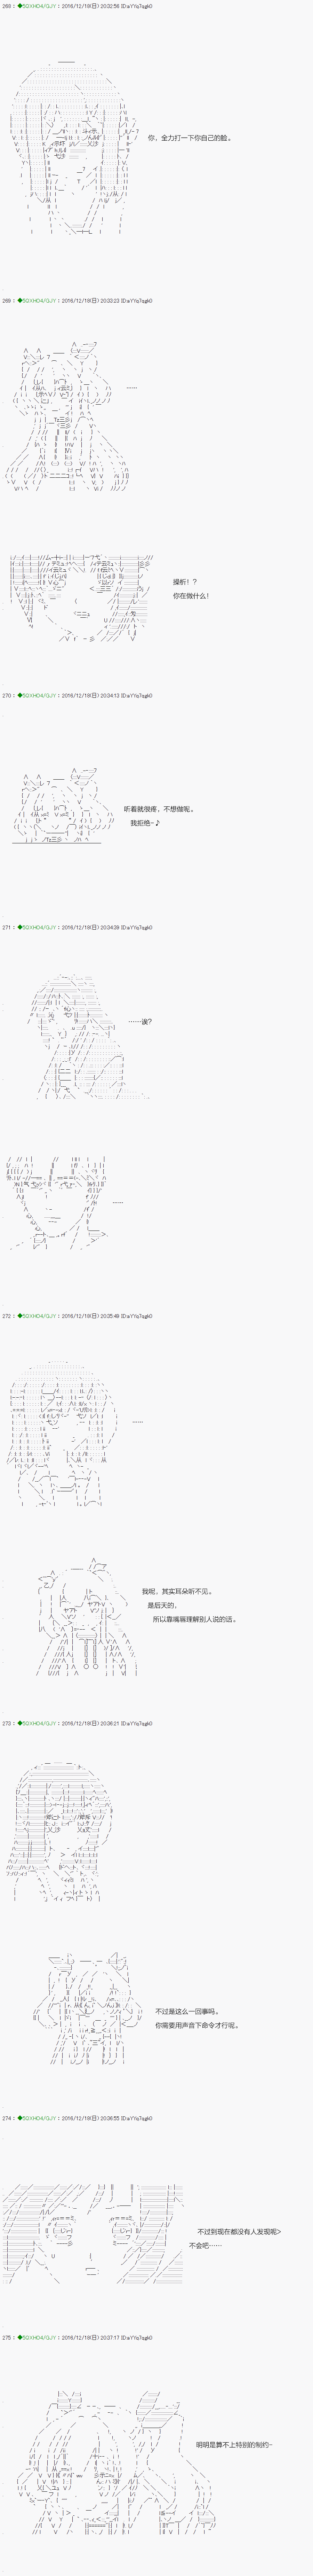 268 : ◆5OXHO4/GJY : 2016/12/18(日) 20:32:56 ID:aYYq7qgk0
你、全力打一下你自己的脸。
269 : ◆5OXHO4/GJY : 2016/12/18(日) 20:33:23 ID:aYYq7qgk0
……
操祈！？
你在做什么！
270 : ◆5OXHO4/GJY : 2016/12/18(日) 20:34:13 ID:aYYq7qgk0
听着就很疼，不想做呢。
我拒绝~♪
271 : ◆5OXHO4/GJY : 2016/12/18(日) 20:34:39 ID:aYYq7qgk0
……诶？
……
272 : ◆5OXHO4/GJY : 2016/12/18(日) 20:35:49 ID:aYYq7qgk0
……
我呢，其实耳朵听不见。
是后天的，
所以靠嘴唇理解别人说的话。
273 : ◆5OXHO4/GJY : 2016/12/18(日) 20:36:21 ID:aYYq7qgk0
不过是这么一回事吗。
你需要用声音下命令才行呢。
274 : ◆5OXHO4/GJY : 2016/12/18(日) 20:36:55 ID:aYYq7qgk0
不过到现在都没有人发现呢>
不会吧……
275 : ◆5OXHO4/GJY : 2016/12/18(日) 20:37:17 ID:aYYq7qgk0
明明是算不上特别的制约-